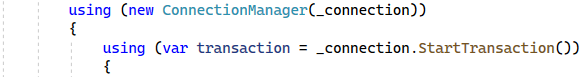 using (new ConnectionManager(_connection))
{
using (var transaction = _connection.StartTransaction())
{